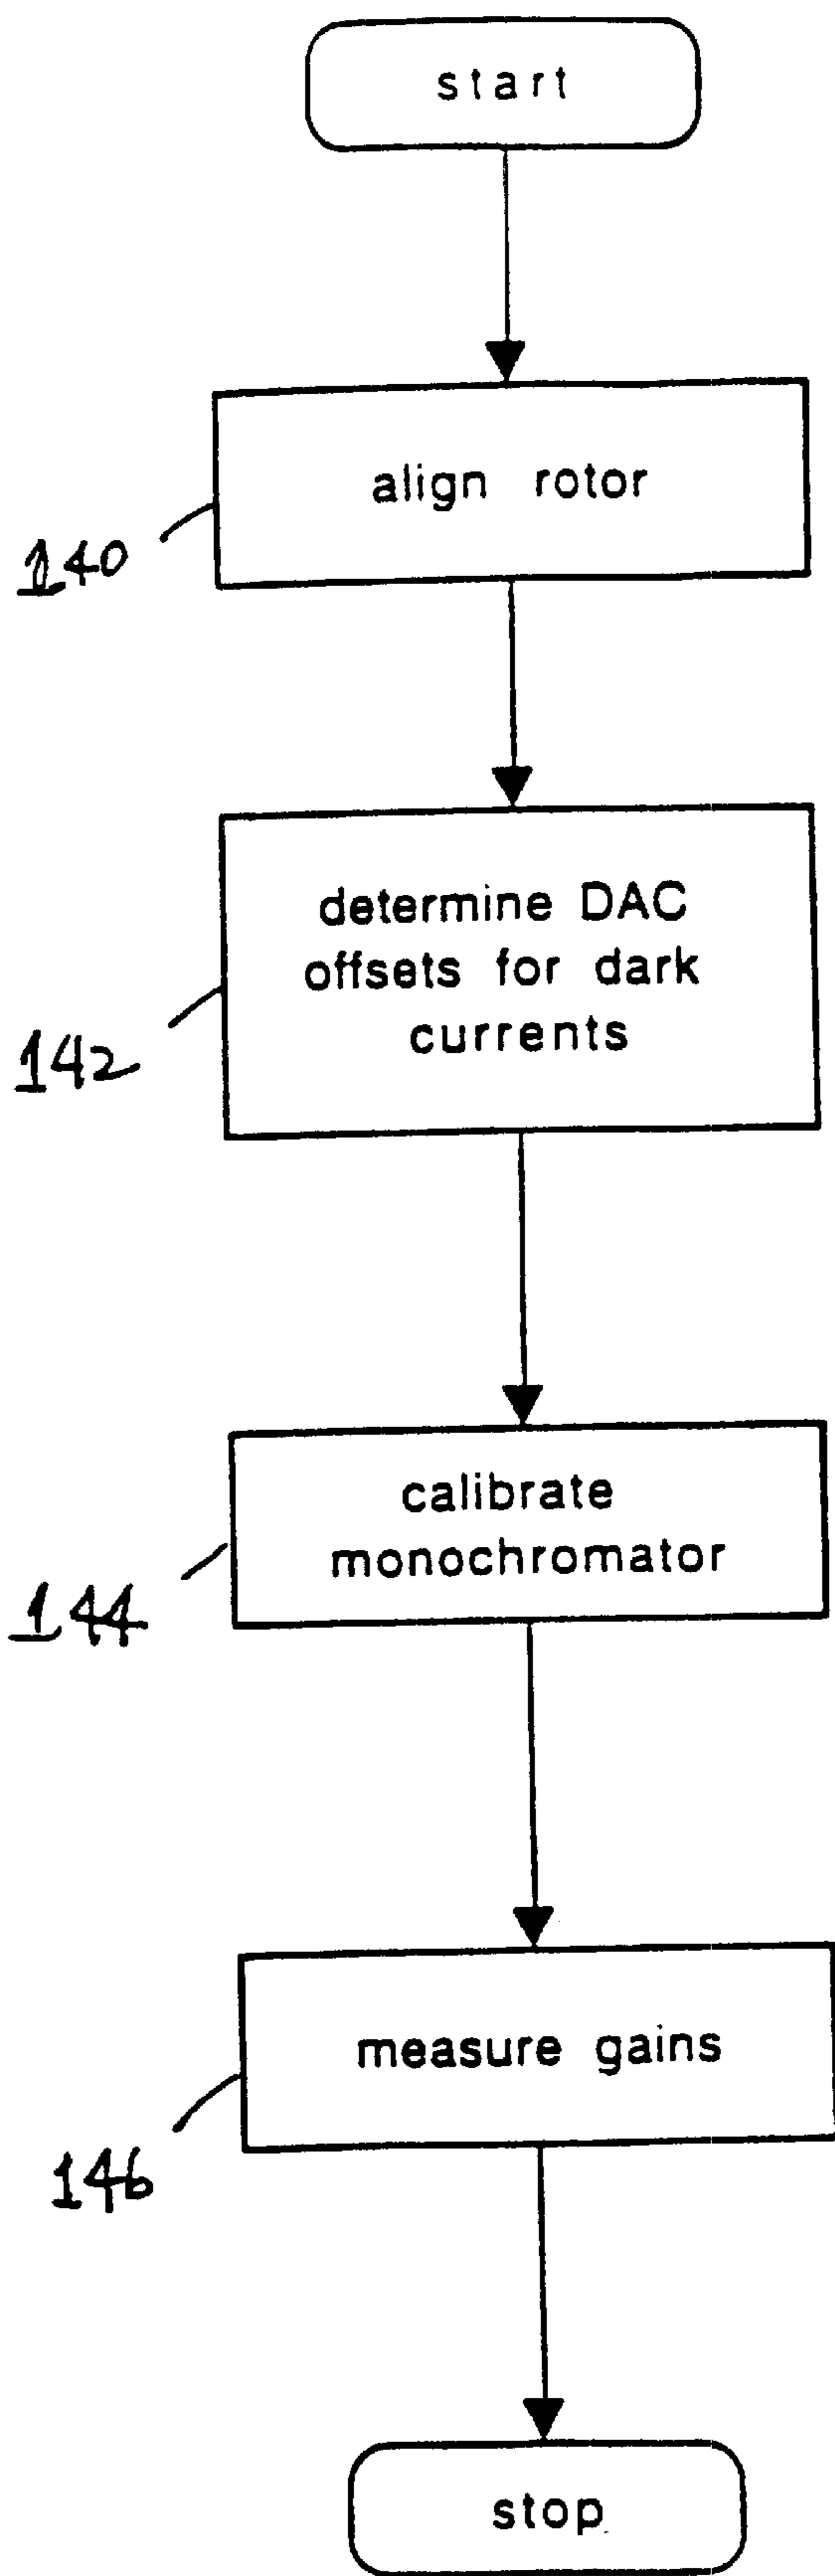 start
align rotor
140
determine DAC
offsets for dark
currents
142
calibrate
monochromator
144
measure gains
146
stop